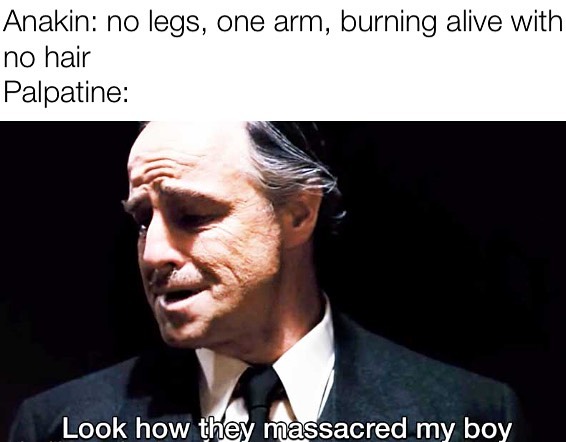 Anakin: no legs, one arm, burning alive with
no hair
Palpatine:
Look how they massacred my boy